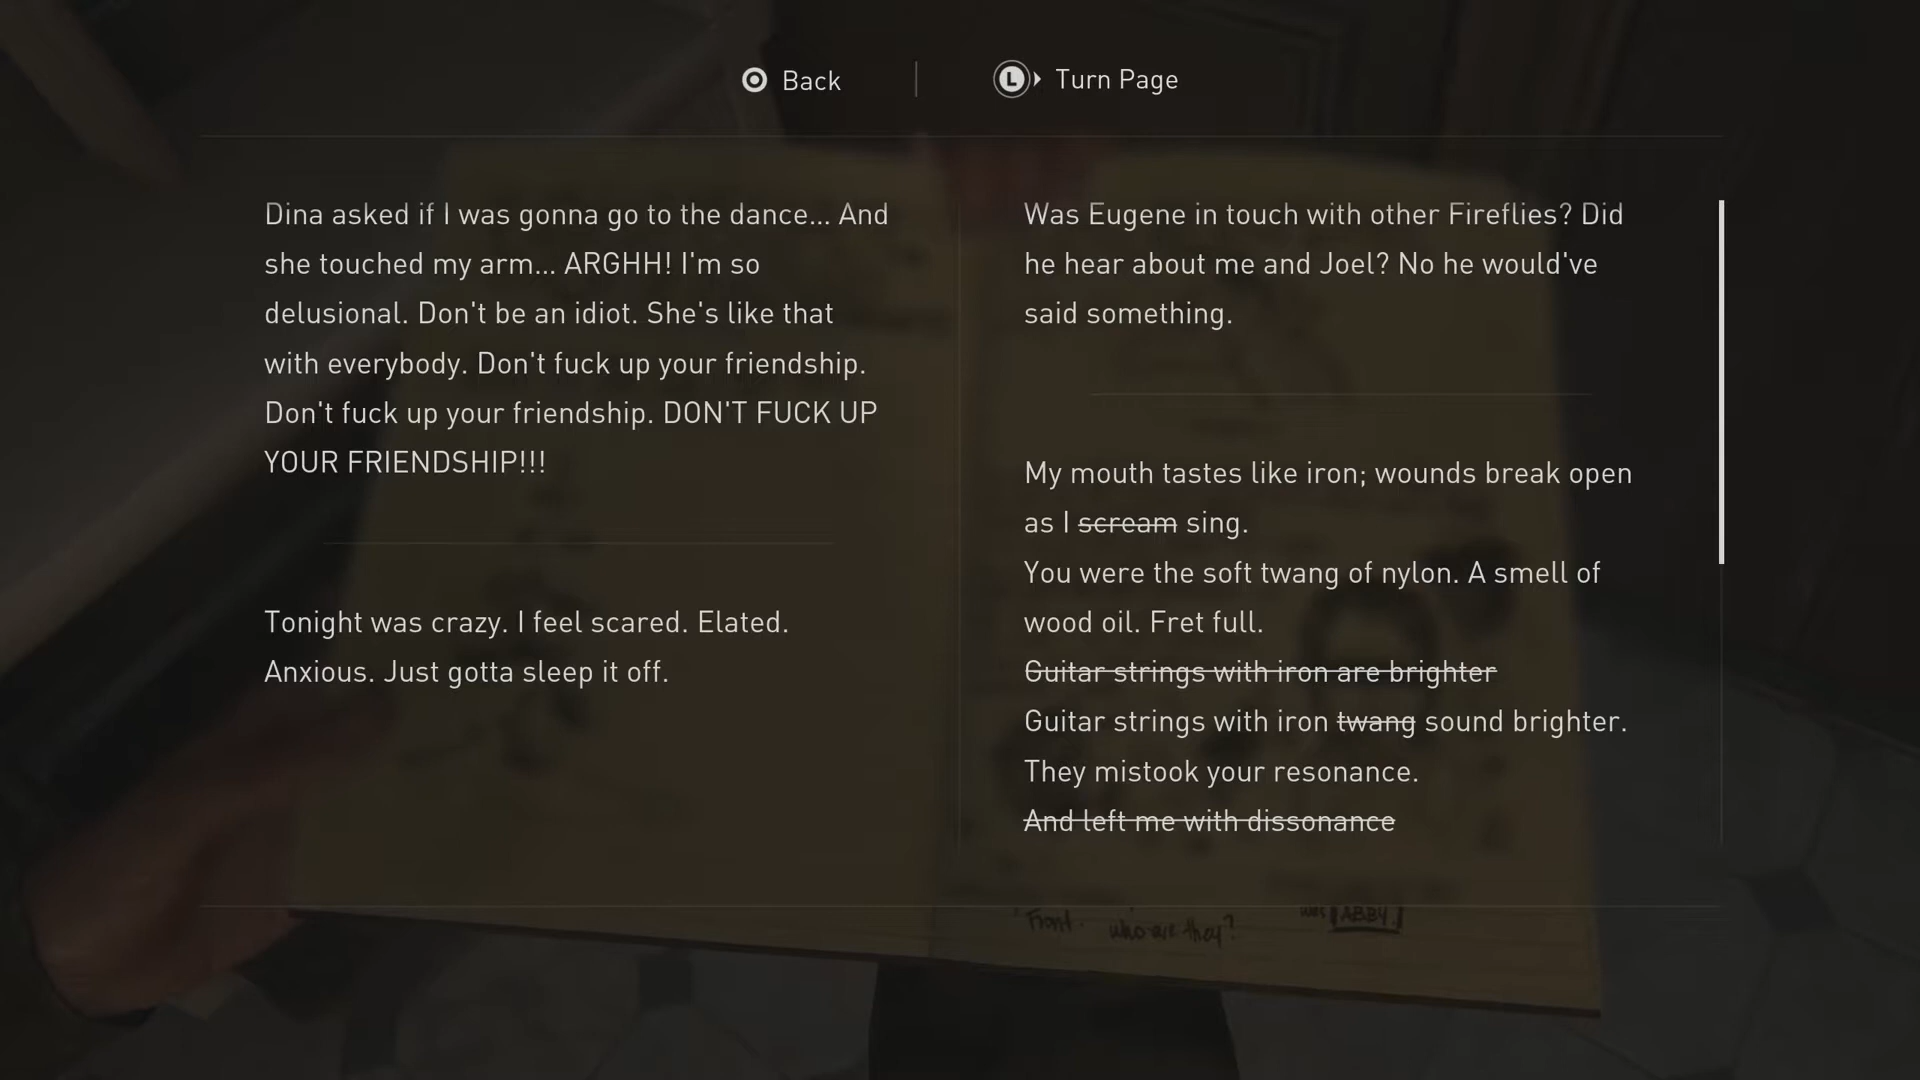 Back
L Turn Page
Dina asked if I was gonna go to the dance... And
she touched my arm... ARGHH! I'm so
delusional. Don't be an idiot. She's like that
with everybody. Don't fuck up your friendship.
Don't fuck up your friendship. DON'T FUCK UP
YOUR FRIENDSHIP!!!
Tonight was crazy. I feel scared. Elated.
Anxious. Just gotta sleep it off.
Was Eugene in touch with other Fireflies? Did
he hear about me and Joel? No he would've
said something.
My mouth tastes like iron; wounds break open
as I scream sing.
You were the soft twang of nylon. A smell of
wood oil. Fret full.
Guitar strings with iron are brighter
Guitar strings with iron twang sound brighter.
They mistook your resonance.
And left me with dissonance
Front.
who are they?
was ABBY